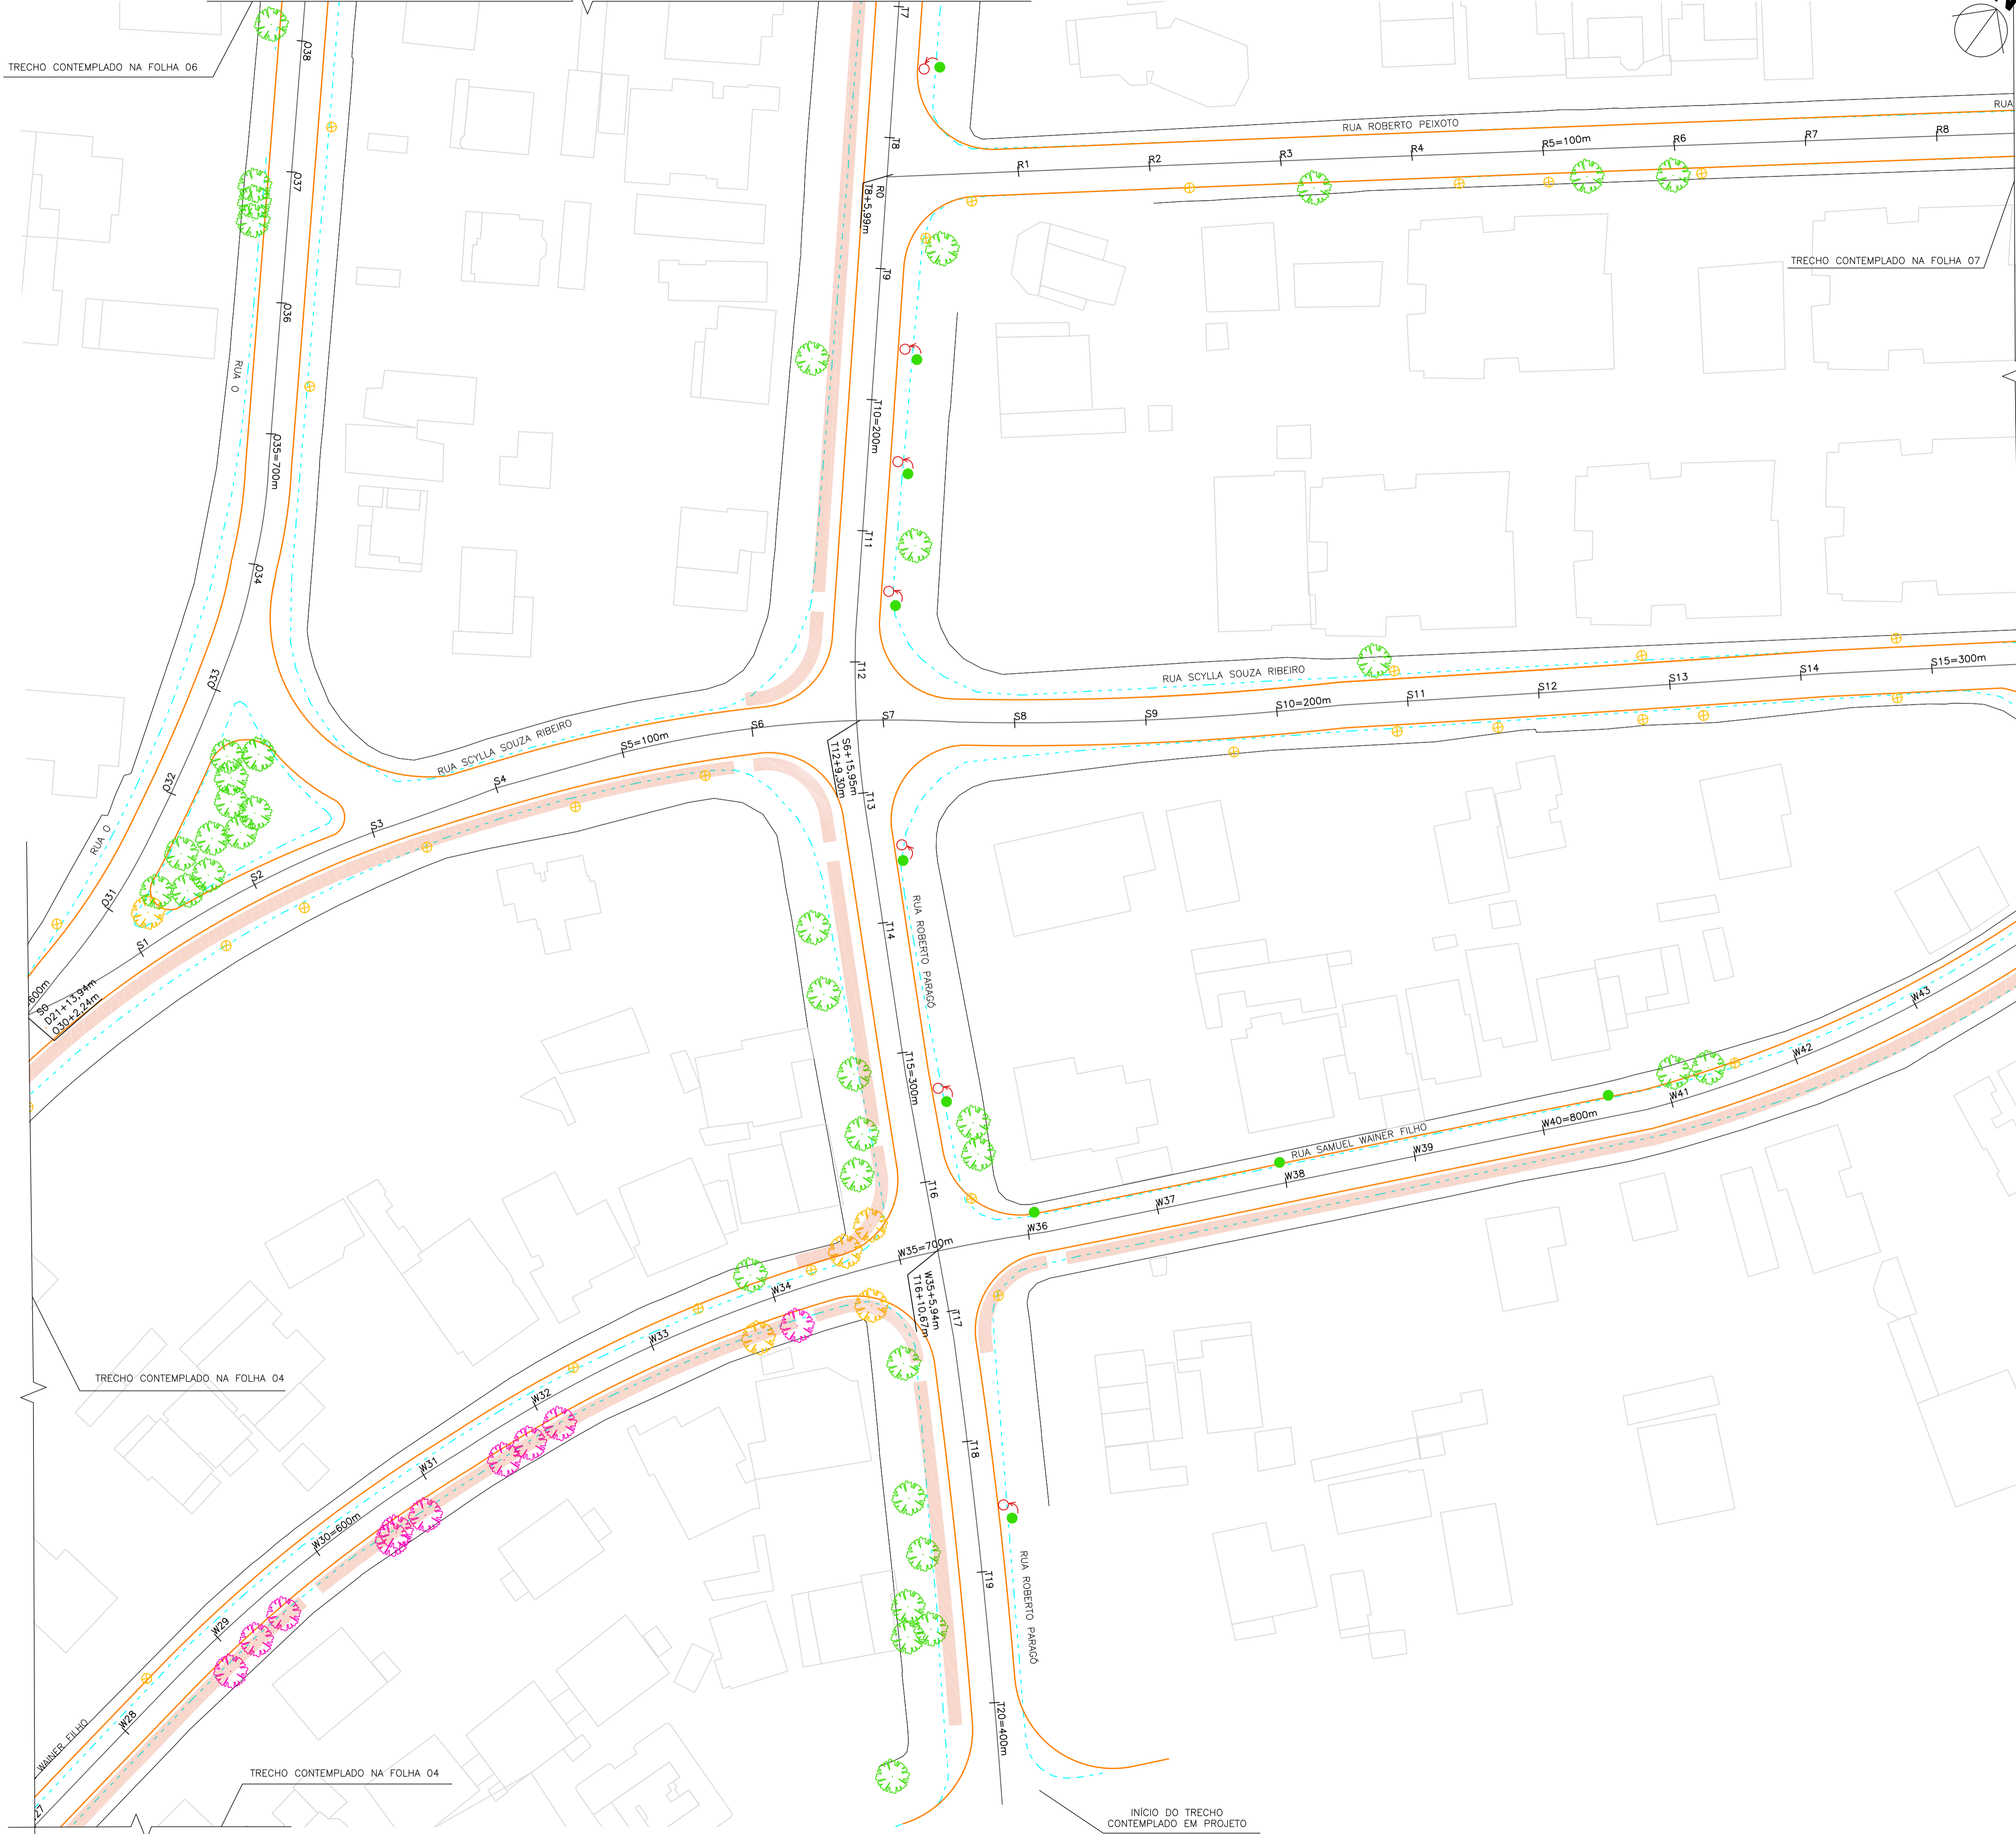 TRECHO CONTEMPLADO NA FOLHA 06
O38
O37
O36
RUA O
O35=700m
O34
O33
O32
RUA O
O31
T7
T8
R0
T8+5,99m
T9
T10=200m
T11
T12
RUA ROBERTO PEIXOTO
RUA
R1
R2
R3
R4
R5=100m
R6
R7
R8
TRECHO CONTEMPLADO NA FOLHA 07
RUA SCYLLA SOUZA RIBEIRO
RUA SCYLLA SOUZA RIBEIRO
S1
S2
S3
S4
S5=100m
S6
S7
S8
S9
S10=200m
S11
S12
S13
S14
S15=300m
S6+15,95m
T12+9,30m
T13
T14
RUA ROBERTO PARAGÓ
T15=300m
T16
600m
S0
D21+13,94m
O30+2,24m
RUA SAMUEL WAINER FILHO
W43
W42
W41
W40=800m
W39
W38
W37
W36
W35=700m
W34
W33
W32
W31
W30=600m
W29
W28
27
WAINER FILHO
W35+5,94m
T16+10,67m
T17
T18
T19
RUA ROBERTO PARAGÓ
T20=400m
TRECHO CONTEMPLADO NA FOLHA 04
TRECHO CONTEMPLADO NA FOLHA 04
INÍCIO DO TRECHO
CONTEMPLADO EM PROJETO